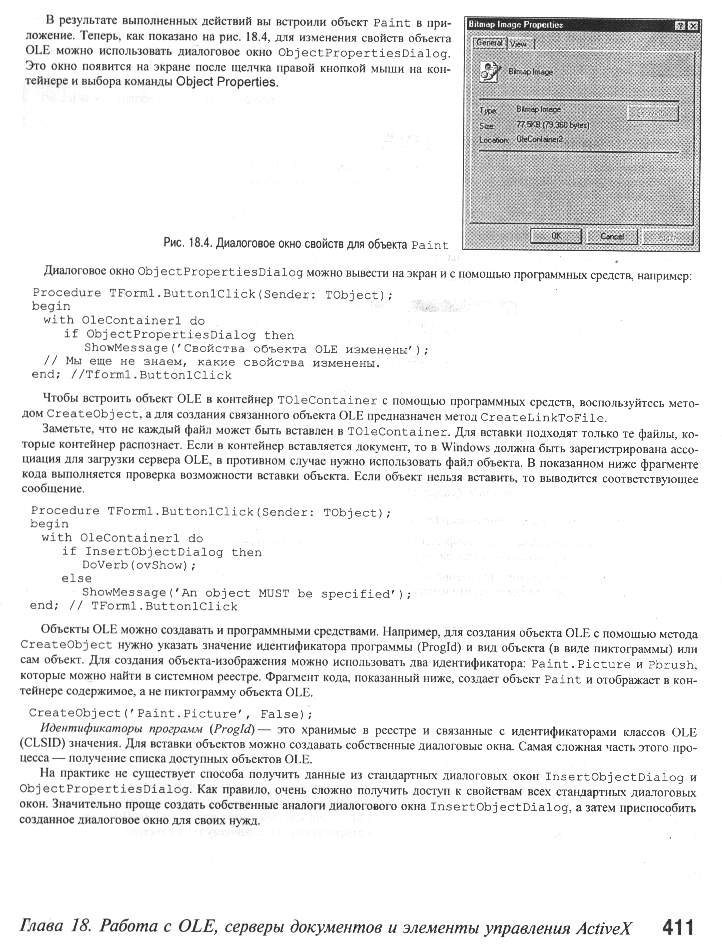 В результате выполненных действий вы встроили объект Paint в при-
ложение. Теперь, как показано на рис. 18.4, для изменения свойств объекта
OLE можно использовать диалоговое окно ObjectPropertiesDialog.
Это окно появится на экране после щелчка правой кнопкой мыши на кон-
тейнере и выбора команды Object Properties.
Bitmap Image Properties
General View
Bitmap Image
Type: Bitmap Image
Size: 77.5KB (79,360 bytes)
Location: OleContainer2
OK Cancel
Рис. 18.4. Диалоговое окно свойств для объекта Paint
Диалоговое окно ObjectPropertiesDialog можно вывести на экран и с помощью программных средств, например:
Procedure TForm1.Button1Click(Sender: TObject);
begin
with OleContainer1 do
if ObjectPropertiesDialog then
ShowMessage('Свойства объекта OLE изменены');
// Мы еще не знаем, какие свойства изменены.
end; //Tform1.Button1Click
Чтобы встроить объект OLE в контейнер TOleContainer с помощью программных средств, воспользуйтесь мето-
дом CreateObject, а для создания связанного объекта OLE предназначен метод CreateLinkToFile.
Заметьте, что не каждый файл может быть вставлен в TOleContainer. Для вставки подходят только те файлы, ко-
торые контейнер распознает. Если в контейнер вставляется документ, то в Windows должна быть зарегистрирована ассо-
циация для загрузки сервера OLE, в противном случае нужно использовать файл объекта. В показанном ниже фрагменте
кода выполняется проверка возможности вставки объекта. Если объект нельзя вставить, то выводится соответствующее
сообщение.
Procedure TForm1.Button1Click(Sender: TObject);
begin
with OleContainer1 do
if InsertObjectDialog then
DoVerb(ovShow);
else
ShowMessage('An object MUST be specified');
end; // TForm1.Button1Click
Объекты OLE можно создавать и программными средствами. Например, для создания объекта OLE с помощью метода
CreateObject нужно указать значение идентификатора программы (ProgId) и вид объекта (в виде пиктограммы) или
сам объект. Для создания объекта-изображения можно использовать два идентификатора: Paint.Picture и Pbrush,
которые можно найти в системном реестре. Фрагмент кода, показанный ниже, создает объект Paint и отображает в кон-
тейнере содержимое, а не пиктограмму объекта OLE.
CreateObject('Paint.Picture', False);
Идентификаторы программ (ProgId) — это хранимые в реестре и связанные с идентификаторами классов OLE
(CLSID) значения. Для вставки объектов можно создавать собственные диалоговые окна. Самая сложная часть этого про-
цесса — получение списка доступных объектов OLE.
На практике не существует способа получить данные из стандартных диалоговых окон InsertObjectDialog и
ObjectPropertiesDialog. Как правило, очень сложно получить доступ к свойствам всех стандартных диалоговых
окон. Значительно проще создать собственные аналоги диалогового окна InsertObjectDialog, а затем приспособить
созданное диалоговое окно для своих нужд.
Глава 18. Работа с OLE, серверы документов и элементы управления ActiveX 411